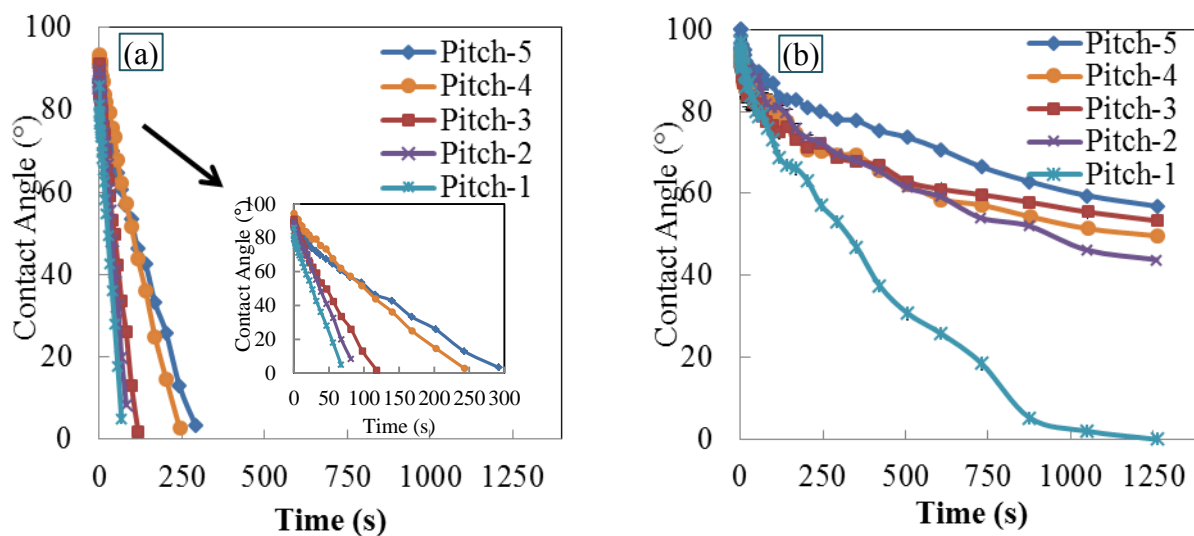 (a)
Contact Angle (°)
100
80
60
40
20
0
0 250 500 750 1000 1250
Time (s)
Pitch-5
Pitch-4
Pitch-3
Pitch-2
Pitch-1
Contact Angle (°)
100
80
60
40
20
0
0 50 100 150 200 250 300
Time (s)
(b)
Contact Angle (°)
100
80
60
40
20
0
0 250 500 750 1000 1250
Time (s)
Pitch-5
Pitch-4
Pitch-3
Pitch-2
Pitch-1